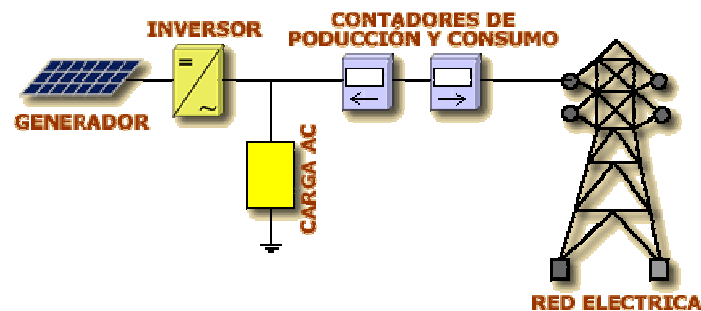 CONTADORES DE
PODUCCIÓN Y CONSUMO
INVERSOR
GENERADOR
CARGA AC
RED ELECTRICA